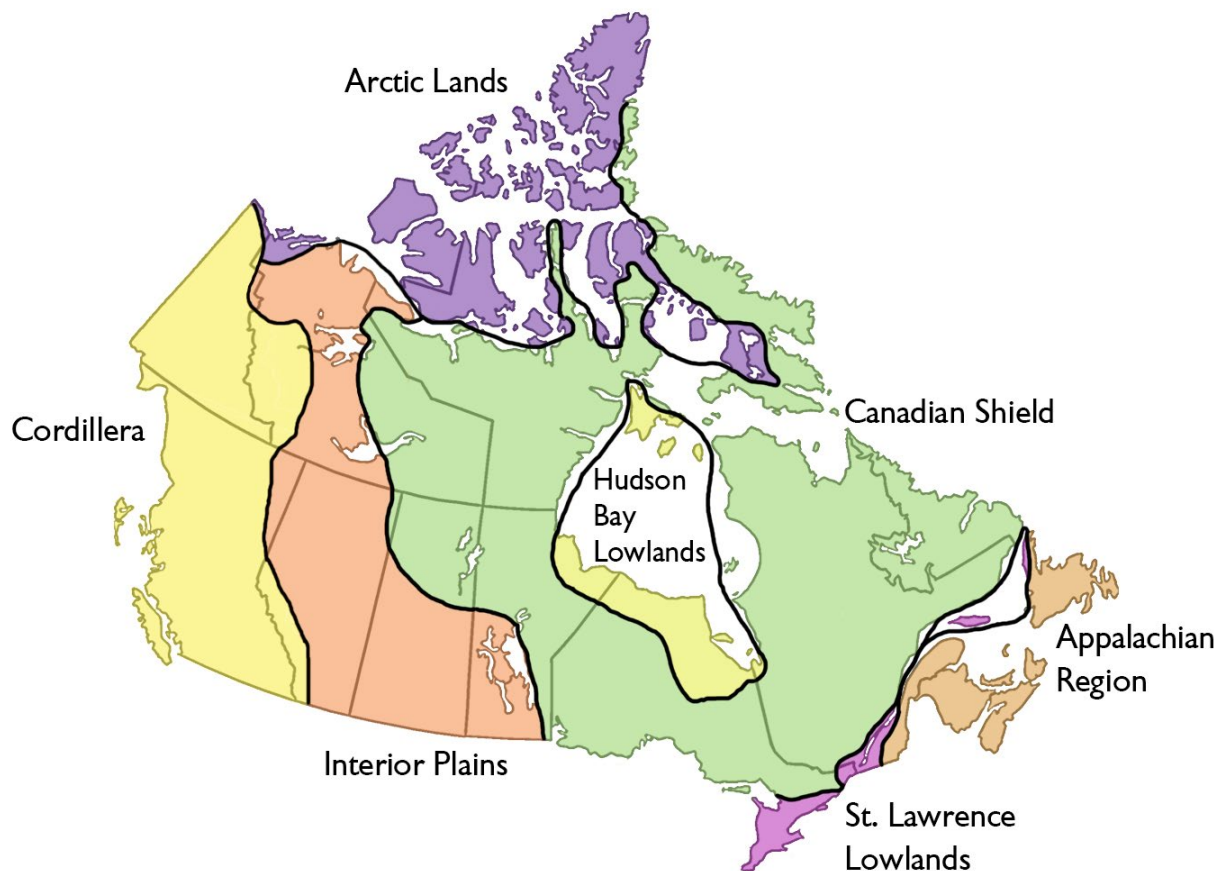 Arctic Lands
Cordillera
Canadian Shield
Hudson
Bay
Lowlands
Appalachian
Region
Interior Plains
St. Lawrence
Lowlands